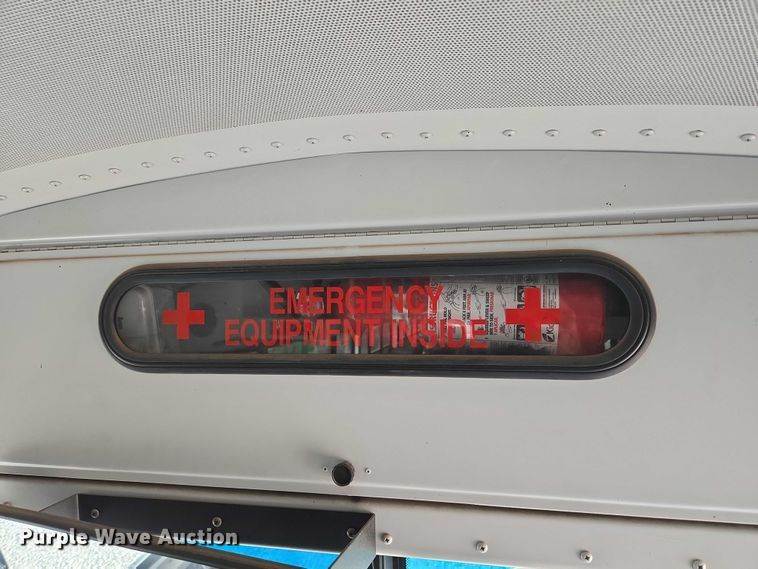 EMERGENCY
EQUIPMENT INSIDE
Purple Wave Auction®